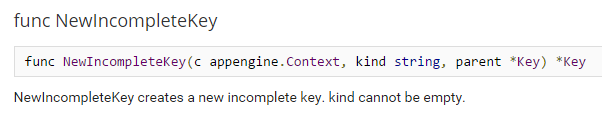 func NewIncompleteKey
func NewIncompleteKey(c appengine.Context, kind string, parent *Key) *Key
NewIncompleteKey creates a new incomplete key. kind cannot be empty.